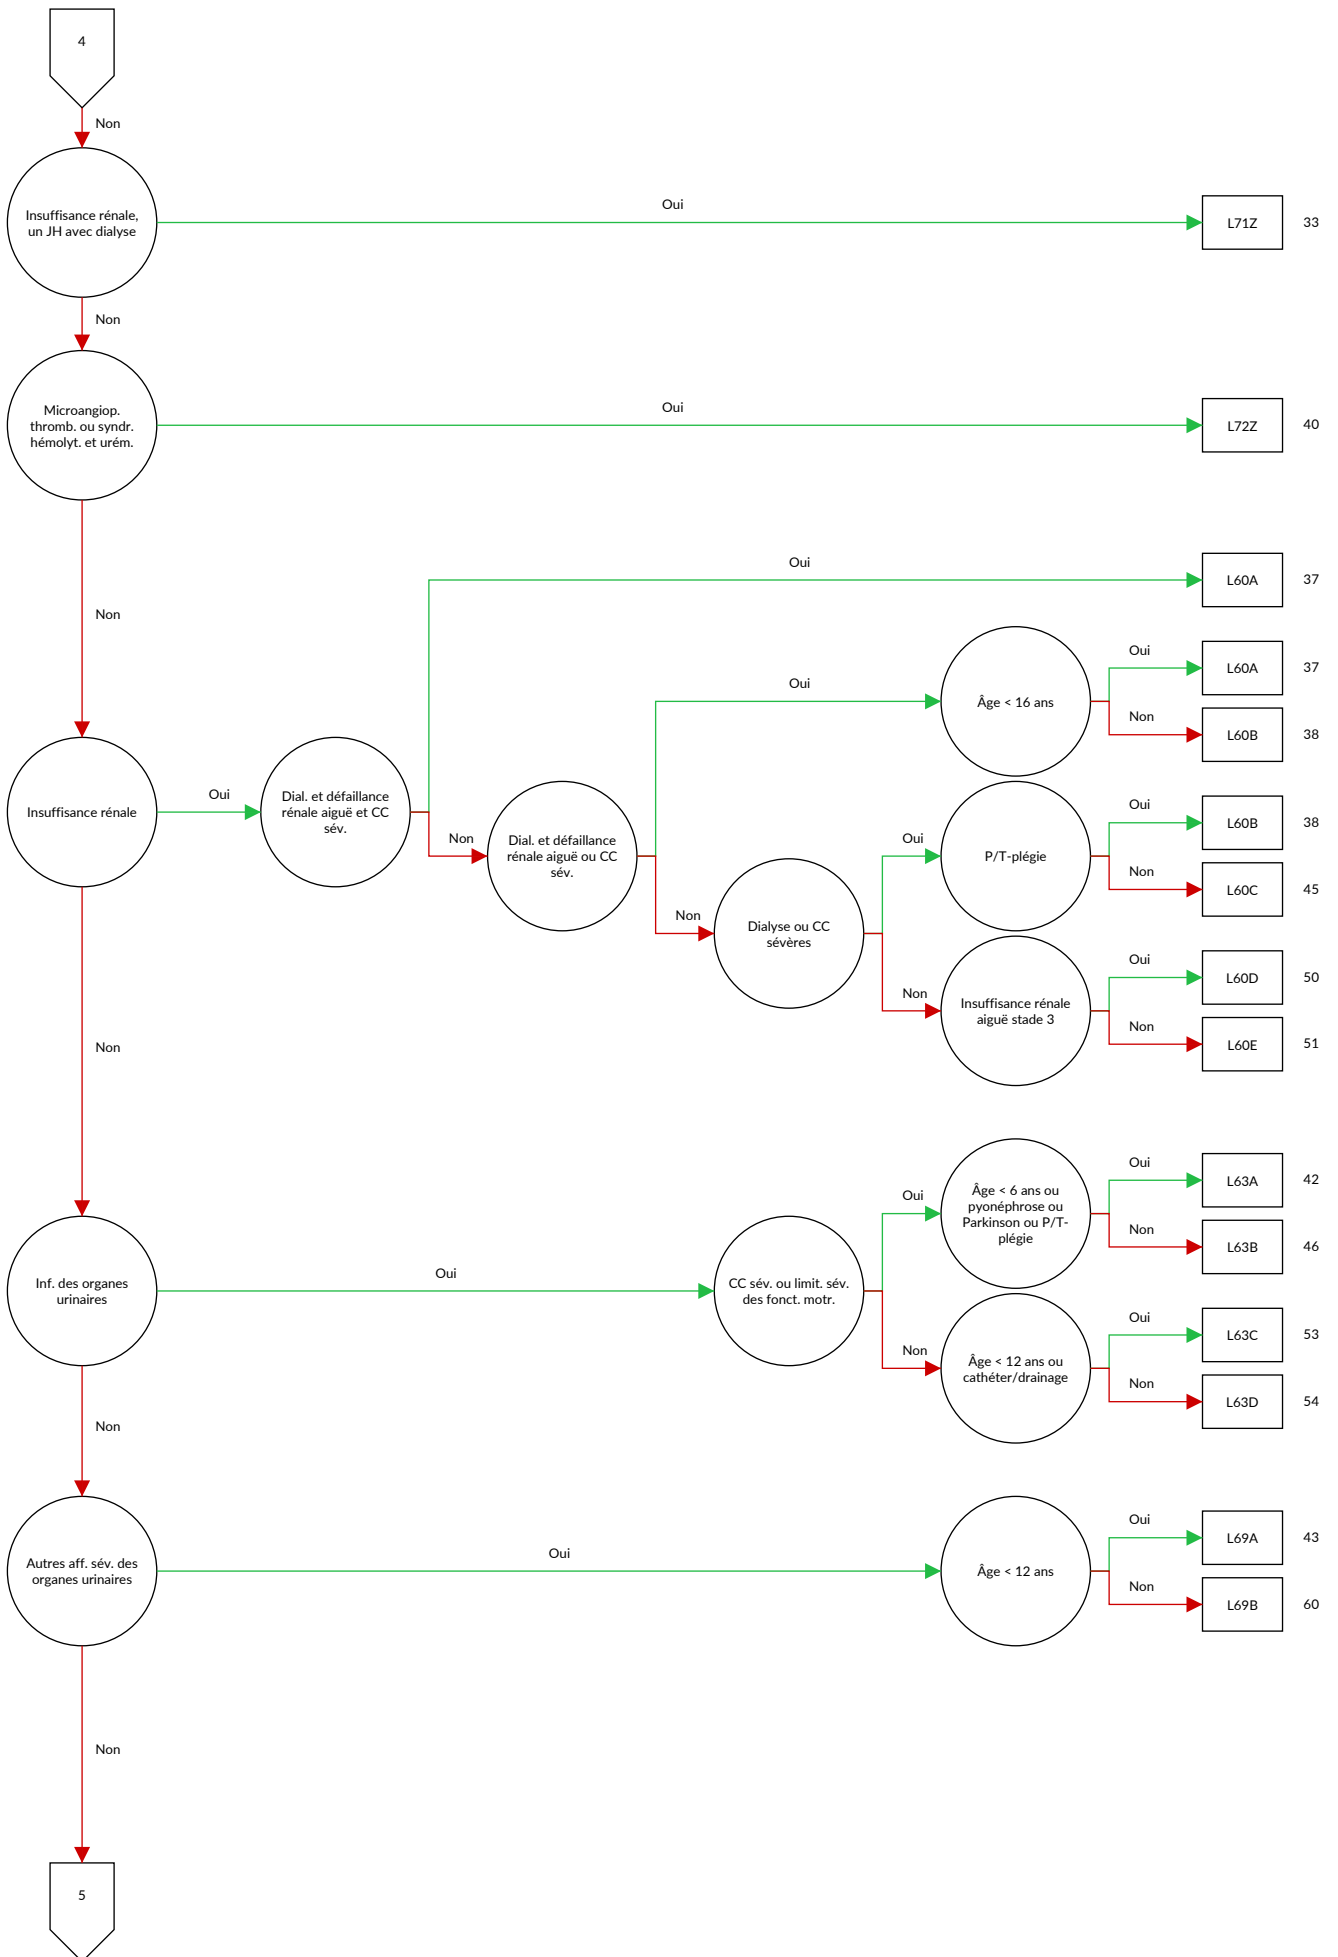 4
Non
Insuffisance rénale,
un JH avec dialyse
Oui
L71Z
33
Non
Microangiop.
thromb. ou syndr.
hémolyt. et urém.
Oui
L72Z
40
Non
Insuffisance rénale
Oui
Dial. et défaillance
rénale aiguë et CC
sév.
Oui
L60A
37
Non
Dial. et défaillance
rénale aiguë ou CC
sév.
Oui
Âge < 16 ans
Oui
L60A
37
Non
L60B
38
Non
Dialyse ou CC
sévères
Oui
P/T-plégie
Oui
L60B
38
Non
L60C
45
Non
Insuffisance rénale
aiguë stade 3
Oui
L60D
50
Non
L60E
51
Non
Inf. des organes
urinaires
Oui
CC sév. ou limit. sév.
des fonct. motr.
Oui
Âge < 6 ans ou
pyonéphrose ou
Parkinson ou P/T-
plégie
Oui
L63A
42
Non
L63B
46
Non
Âge < 12 ans ou
cathéter/drainage
Oui
L63C
53
Non
L63D
54
Non
Autres aff. sév. des
organes urinaires
Oui
Âge < 12 ans
Oui
L69A
43
Non
L69B
60
Non
5